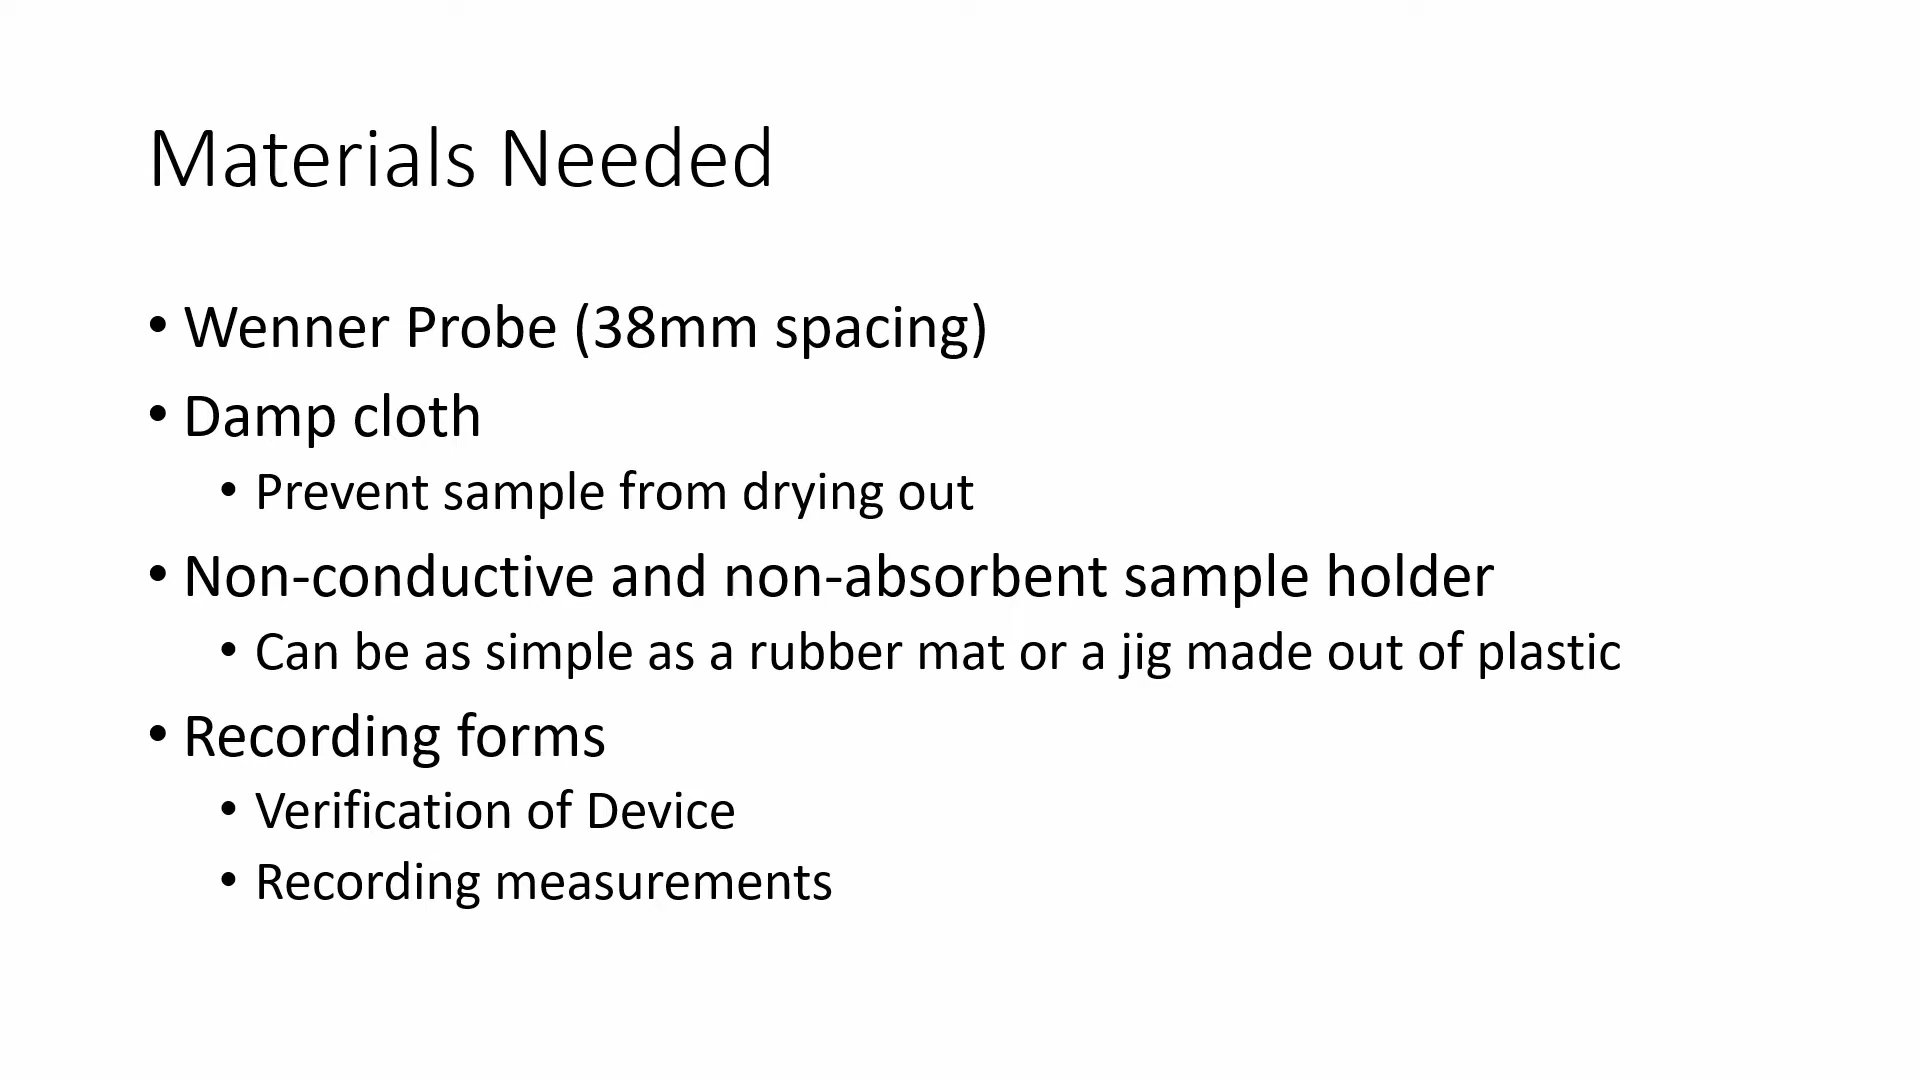 Materials Needed
• Wenner Probe (38mm spacing)
• Damp cloth
• Prevent sample from drying out
• Non-conductive and non-absorbent sample holder
• Can be as simple as a rubber mat or a jig made out of plastic
• Recording forms
• Verification of Device
• Recording measurements